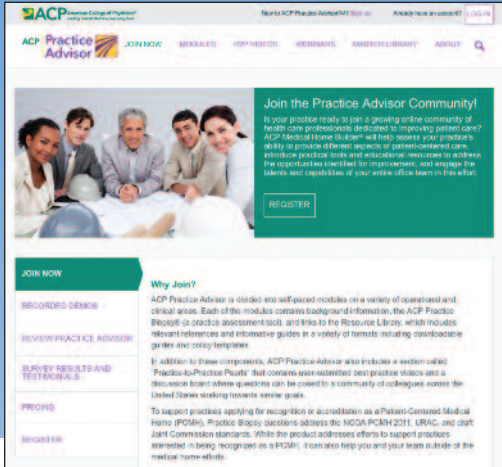 ACP American College of Physicians®
Leading Internal Medicine, Improving Lives
New to ACP Practice Advisor? Sign up
Already have an account? LOG IN
ACP Practice Advisor
JOIN NOW MODULES VIDEOS WEBINARS MASTER LIBRARY ABOUT
Join the Practice Advisor Community!
Is your practice ready to join a growing online community of
health care professionals dedicated to improving patient care?
ACP Medical Home Builder® will help assess your practice's
ability to provide different aspects of patient-centered care,
introduce practical tools and educational resources to address
the opportunities identified for improvement, and engage the
talents and capabilities of your entire office team in this effort.
REGISTER
JOIN NOW
RECORDED DEMOS
REVIEW PRACTICE ADVISOR
SURVEY RESULTS AND
TESTIMONIALS
PRICING
REGISTER
Why Join?
ACP Practice Advisor is divided into self-paced modules on a variety of operational and
clinical areas. Each of the modules contains background information, the ACP Practice
Biopsy® (a practice assessment tool), and links to the Resource Library, which includes
relevant references and informative guides in a variety of formats including downloadable
guides and policy templates.
In addition to these components, ACP Practice Advisor also includes a section called
'Practice-to-Practice Pearls' that contains user-submitted best practice videos and a
discussion board where questions can be posed to a community of colleagues across the
United States working towards similar goals.
To support practices applying for recognition or accreditation as a Patient-Centered Medical
Home (PCMH), Practice Biopsy questions address the NCQA PCMH 2011, URAC, and draft
Joint Commission standards. While the product addresses efforts to support practices
interested in being recognized as a PCMH, it can also help you and your team outside of the
medical home efforts.